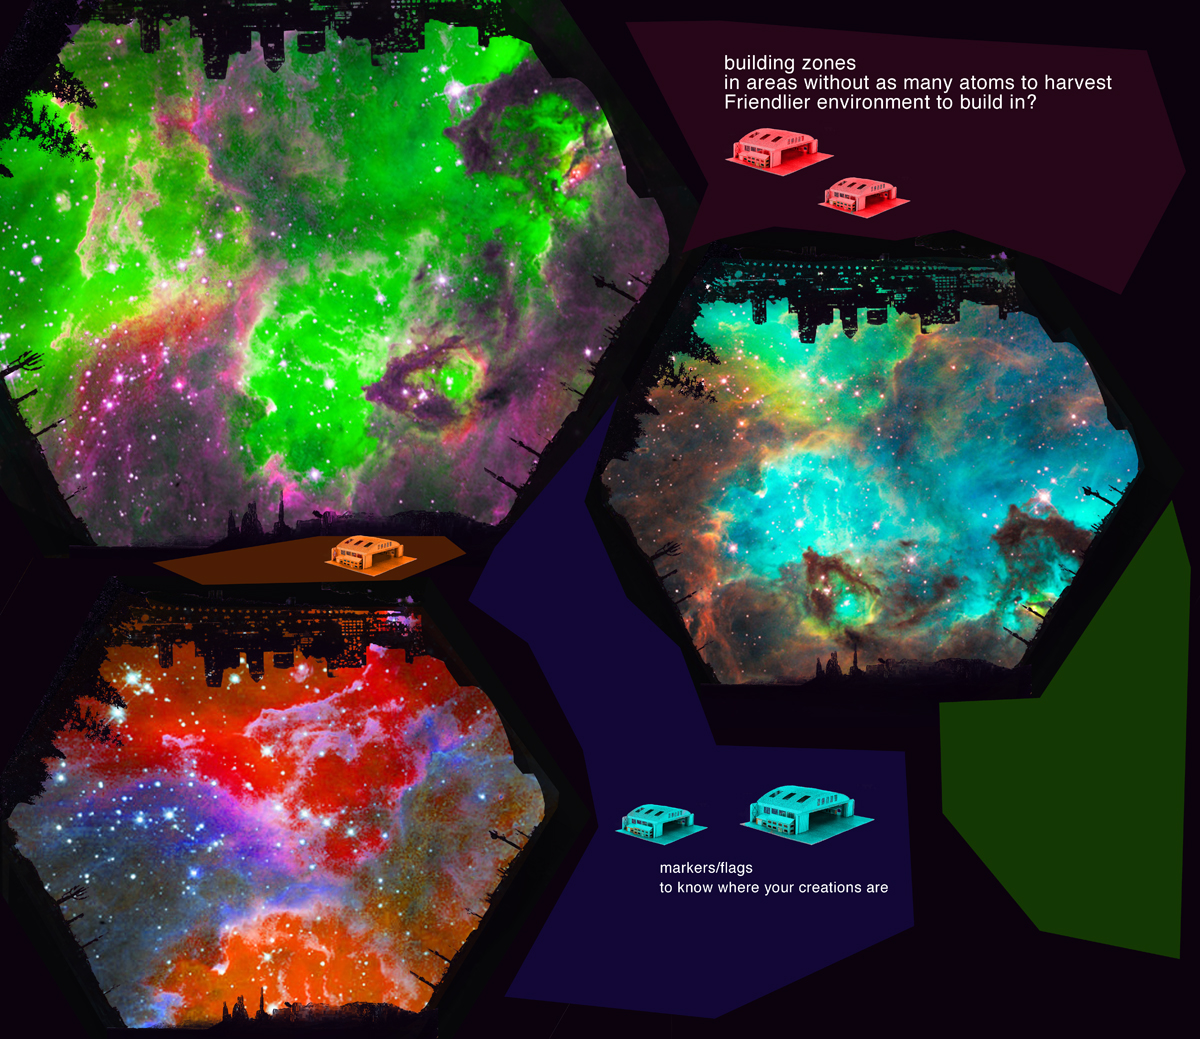 building zones
in areas without as many atoms to harvest
Friendlier environment to build in?
markers/flags
to know where your creations are